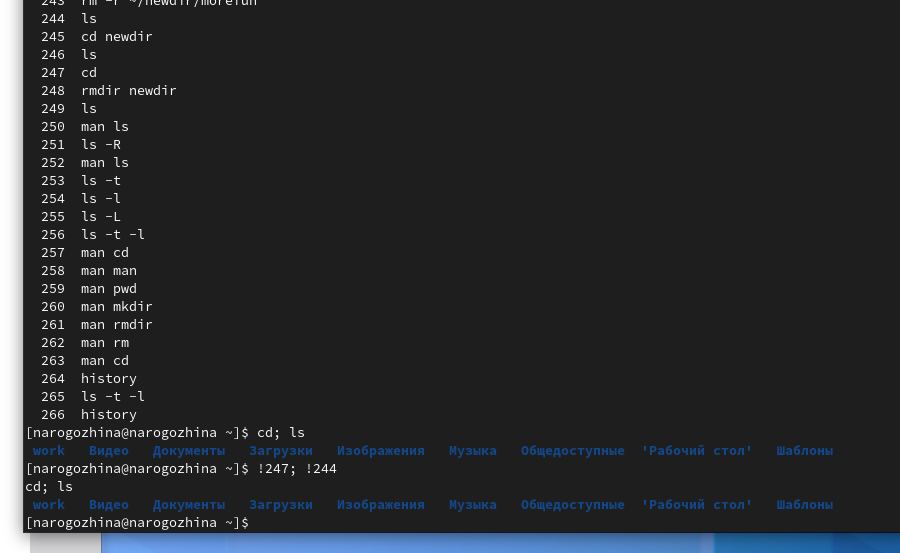 243 rm -r ~/newdir/morefun
244 ls
245 cd newdir
246 ls
247 cd
248 rmdir newdir
249 ls
250 man ls
251 ls -R
252 man ls
253 ls -t
254 ls -l
255 ls -L
256 ls -t -l
257 man cd
258 man man
259 man pwd
260 man mkdir
261 man rmdir
262 man rm
263 man cd
264 history
265 ls -t -l
266 history
[narogozhina@narogozhina ~]$ cd; ls
work Видео Документы Загрузки Изображения Музыка Общедоступные 'Рабочий стол' Шаблоны
[narogozhina@narogozhina ~]$ !247; !244
cd; ls
work Видео Документы Загрузки Изображения Музыка Общедоступные 'Рабочий стол' Шаблоны
[narogozhina@narogozhina ~]$